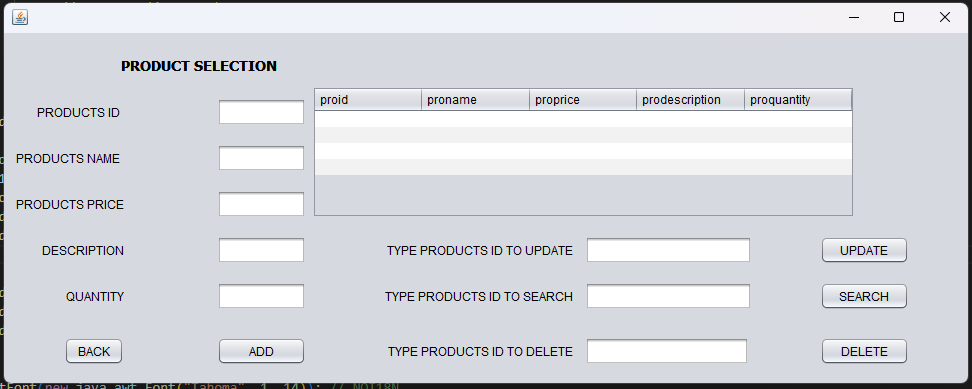 PRODUCT SELECTION
proid proname proprice prodescription proquantity
PRODUCTS ID
PRODUCTS NAME
PRODUCTS PRICE
DESCRIPTION TYPE PRODUCTS ID TO UPDATE UPDATE
QUANTITY TYPE PRODUCTS ID TO SEARCH SEARCH
BACK ADD TYPE PRODUCTS ID TO DELETE DELETE
tFont(new java.awt.Font("Tahoma", 1, 14)); // NOI18N